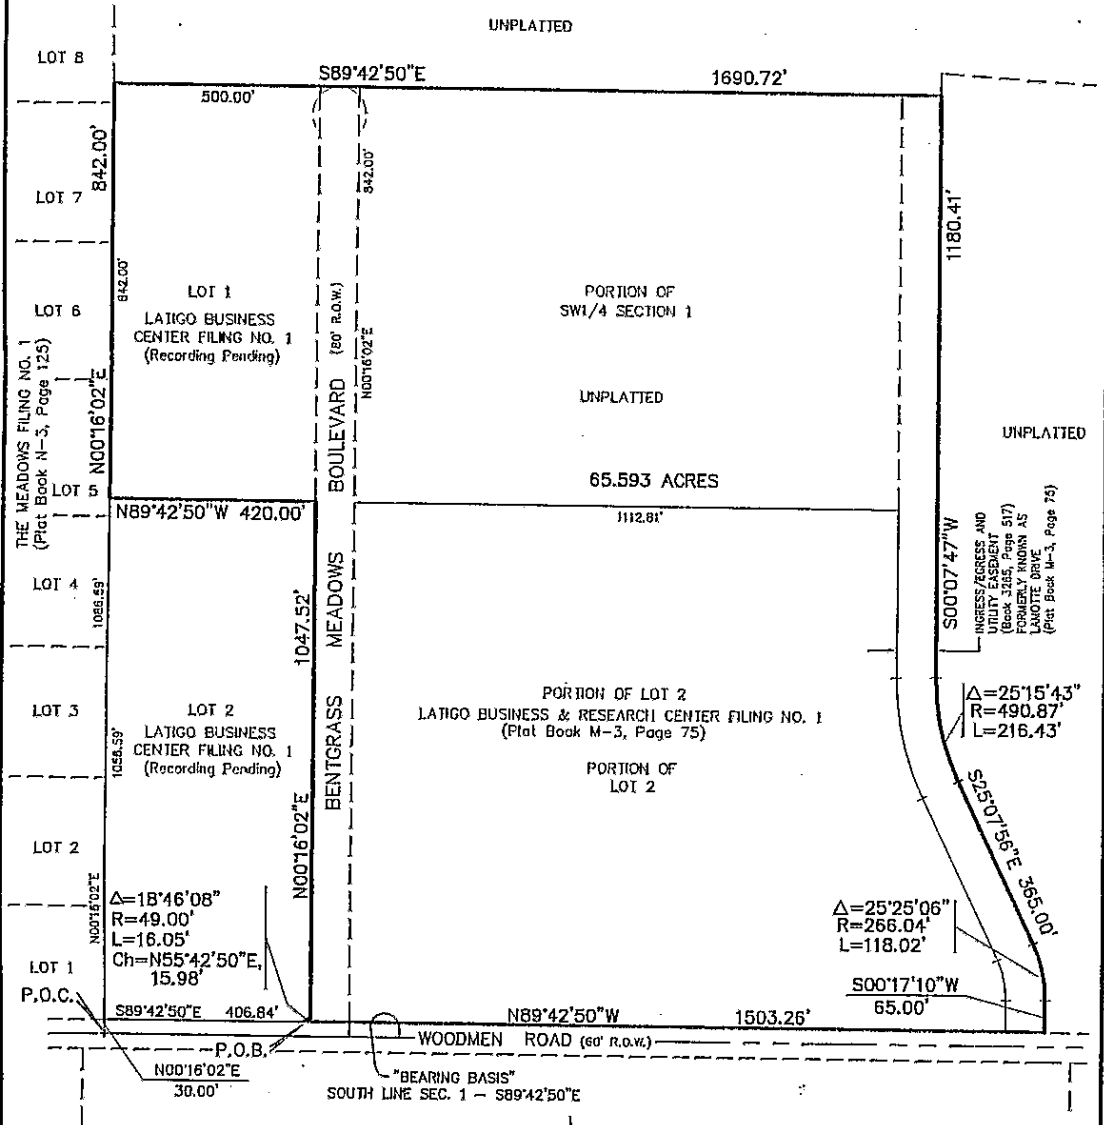 UNPLATTED
LOT 8
S89°42'50"E
1690.72'
500.00'
842.00'
842.00'
LOT 7
1180.41'
842.00'
LOT 1
LATIGO BUSINESS
CENTER FILING NO. 1
(Recording Pending)
PORTION OF
SW1/4 SECTION 1
LOT 6
(80' R.O.W.)
N00°16'02"E
THE MEADOWS FILING NO. 1
(Plat Book N-3, Page 125)
N00°16'02"E
BENTGRASS MEADOWS BOULEVARD
UNPLATTED
UNPLATTED
65.593 ACRES
LOT 5
N89°42'50"W 420.00'
1112.81'
S00°07'47"W
INGRESS/EGRESS AND
UTILITY EASEMENT
(Book 3285, Page 517)
FORMERLY KNOWN AS
LAMOTTE DRIVE
(Plat Book M-3, Page 75)
LOT 4
1086.59'
1047.52'
LOT 3
LOT 2
LATIGO BUSINESS
CENTER FILING NO. 1
(Recording Pending)
PORTION OF LOT 2
LATIGO BUSINESS & RESEARCH CENTER FILING NO. 1
(Plat Book M-3, Page 75)
Δ=25°15'43"
R=490.87'
L=216.43'
PORTION OF
LOT 2
S25°07'56"E 365.00'
LOT 2
N00°16'02"E
N00°16'02"E
Δ=18°46'08"
R=49.00'
L=16.05'
Ch=N55°42'50"E,
15.98'
Δ=25°25'06"
R=266.04'
L=118.02'
LOT 1
P.O.C.
S00°17'10"W
65.00'
S89°42'50"E 406.84'
N89°42'50"W 1503.26'
WOODMEN ROAD (60' R.O.W.)
P.O.B.
N00°16'02"E
30.00'
"BEARING BASIS"
SOUTH LINE SEC. 1 - S89°42'50"E